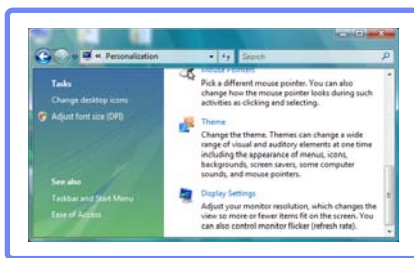 « Personalization
Search
Tasks
Change desktop icons
Adjust font size (DPI)
See also
Taskbar and Start Menu
Ease of Access
Mouse Pointers
Pick a different mouse pointer. You can also
change how the mouse pointer looks during such
activities as clicking and selecting.
Theme
Change the theme. Themes can change a wide
range of visual and auditory elements at one time
including the appearance of menus, icons,
backgrounds, screen savers, some computer
sounds, and mouse pointers.
Display Settings
Adjust your monitor resolution, which changes the
view so more or fewer items fit on the screen. You
can also control monitor flicker (refresh rate).